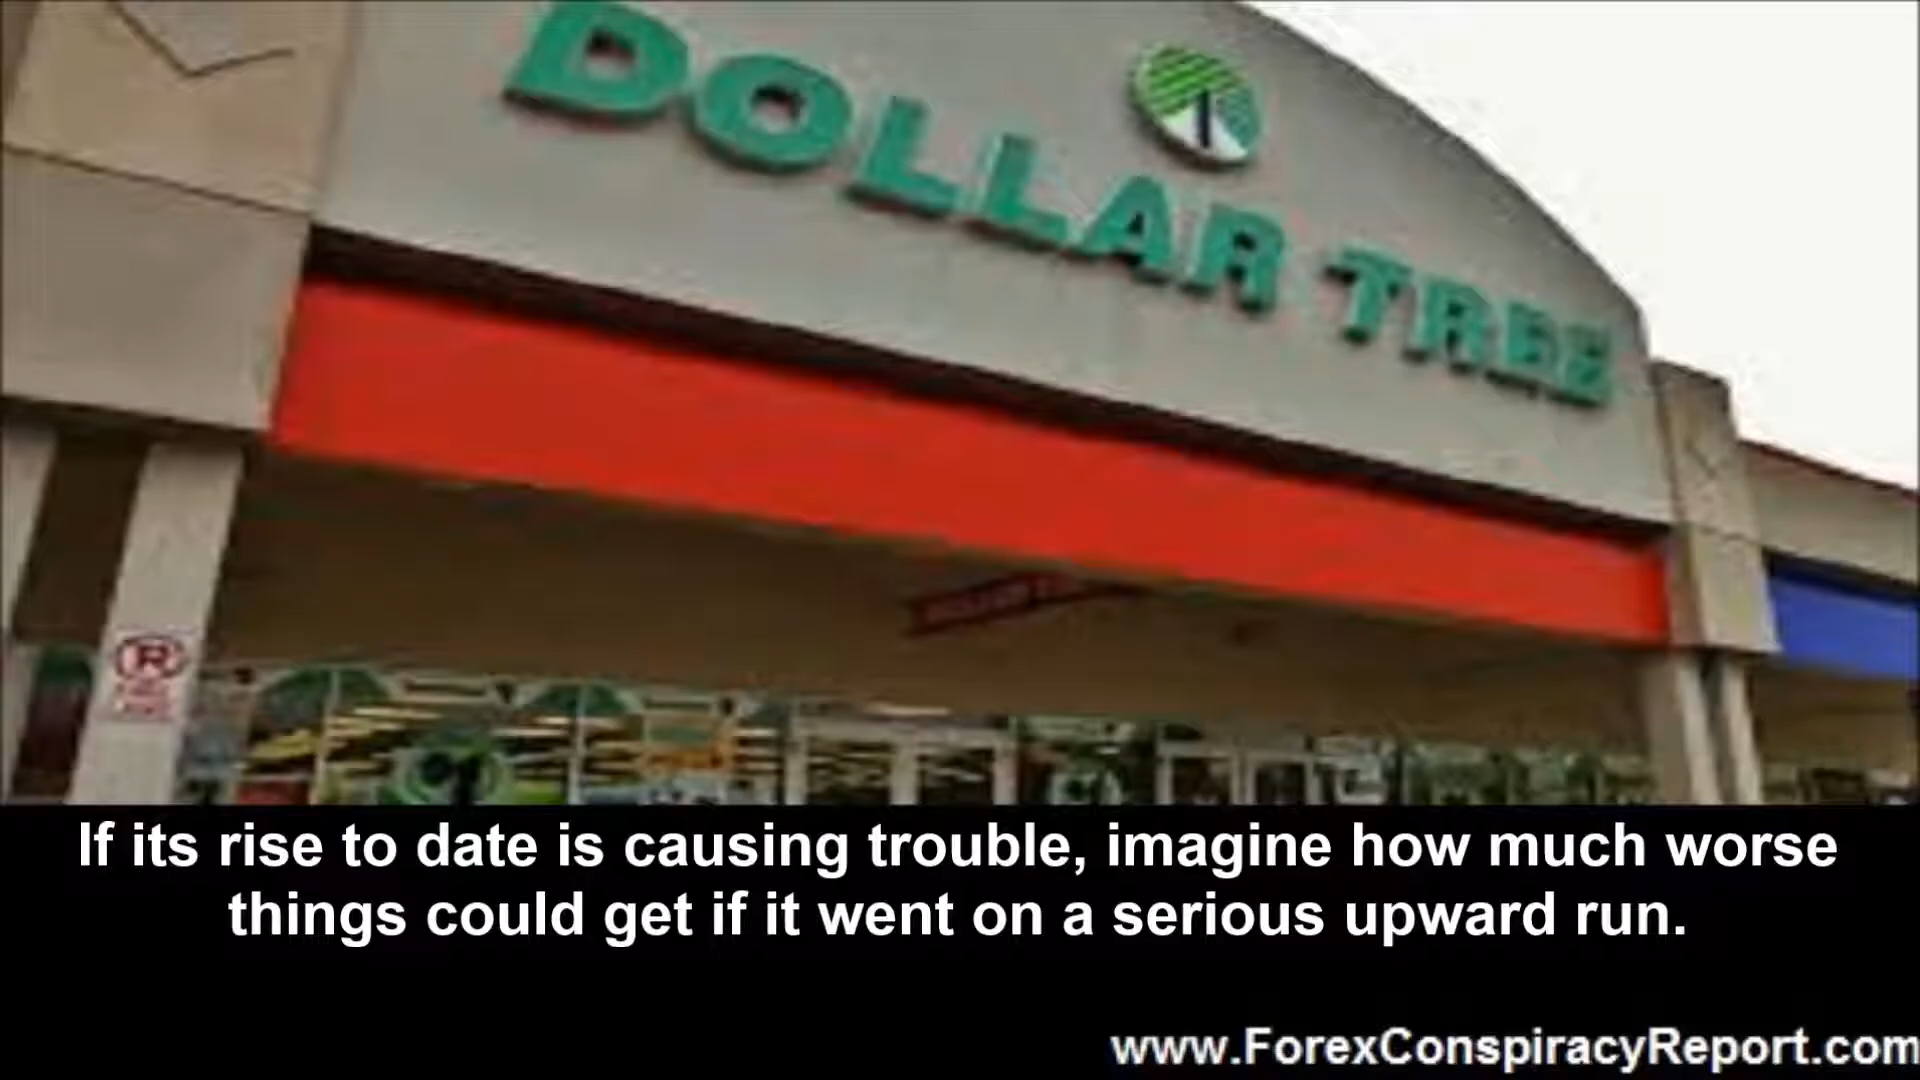 DOLLAR TREE
If its rise to date is causing trouble, imagine how much worse
things could get if it went on a serious upward run.
www.ForexConspiracyReport.com